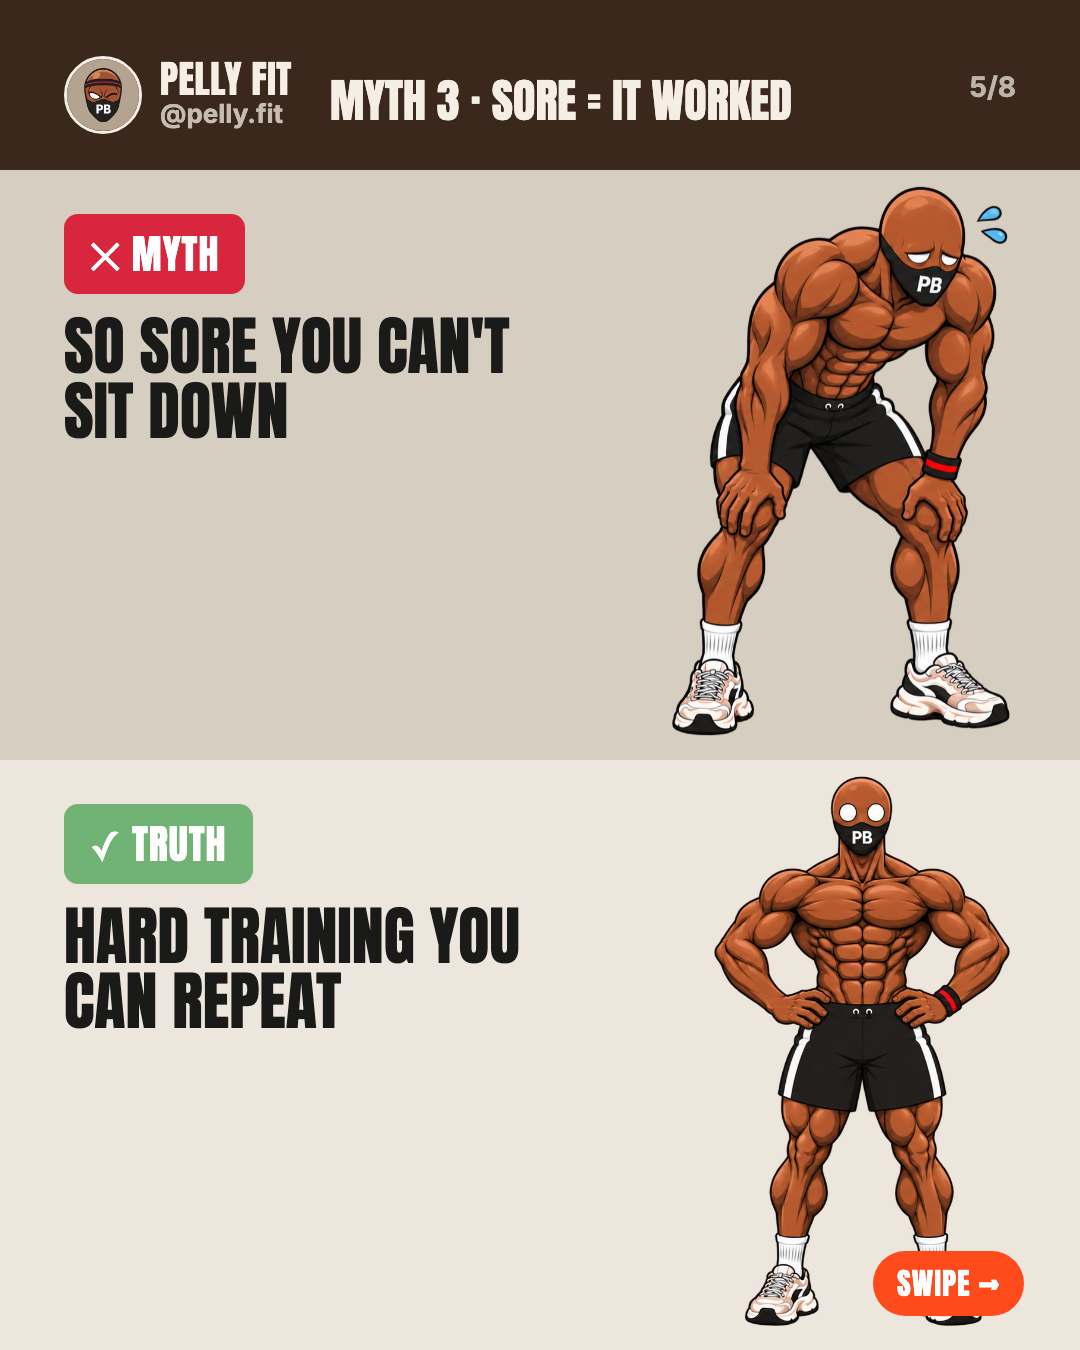 PELLY FIT
@pelly.fit
MYTH 3 · SORE = IT WORKED
5/8
PB
× MYTH
SO SORE YOU CAN'T
SIT DOWN
PB
✓ TRUTH
HARD TRAINING YOU
CAN REPEAT
PB
SWIPE →